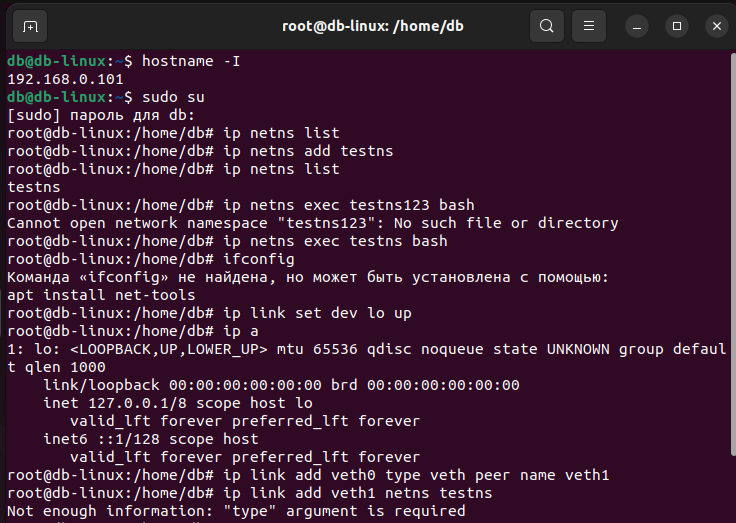 root@db-linux: /home/db
db@db-linux:~$ hostname -I
192.168.0.101
db@db-linux:~$ sudo su
[sudo] пароль для db:
root@db-linux:/home/db# ip netns list
root@db-linux:/home/db# ip netns add testns
root@db-linux:/home/db# ip netns list
testns
root@db-linux:/home/db# ip netns exec testns123 bash
Cannot open network namespace "testns123": No such file or directory
root@db-linux:/home/db# ip netns exec testns bash
root@db-linux:/home/db# ifconfig
Команда «ifconfig» не найдена, но может быть установлена с помощью:
apt install net-tools
root@db-linux:/home/db# ip link set dev lo up
root@db-linux:/home/db# ip a
1: lo: <LOOPBACK,UP,LOWER_UP> mtu 65536 qdisc noqueue state UNKNOWN group defaul
t qlen 1000
    link/loopback 00:00:00:00:00:00 brd 00:00:00:00:00:00
    inet 127.0.0.1/8 scope host lo
       valid_lft forever preferred_lft forever
    inet6 ::1/128 scope host
       valid_lft forever preferred_lft forever
root@db-linux:/home/db# ip link add veth0 type veth peer name veth1
root@db-linux:/home/db# ip link add veth1 netns testns
Not enough information: "type" argument is required